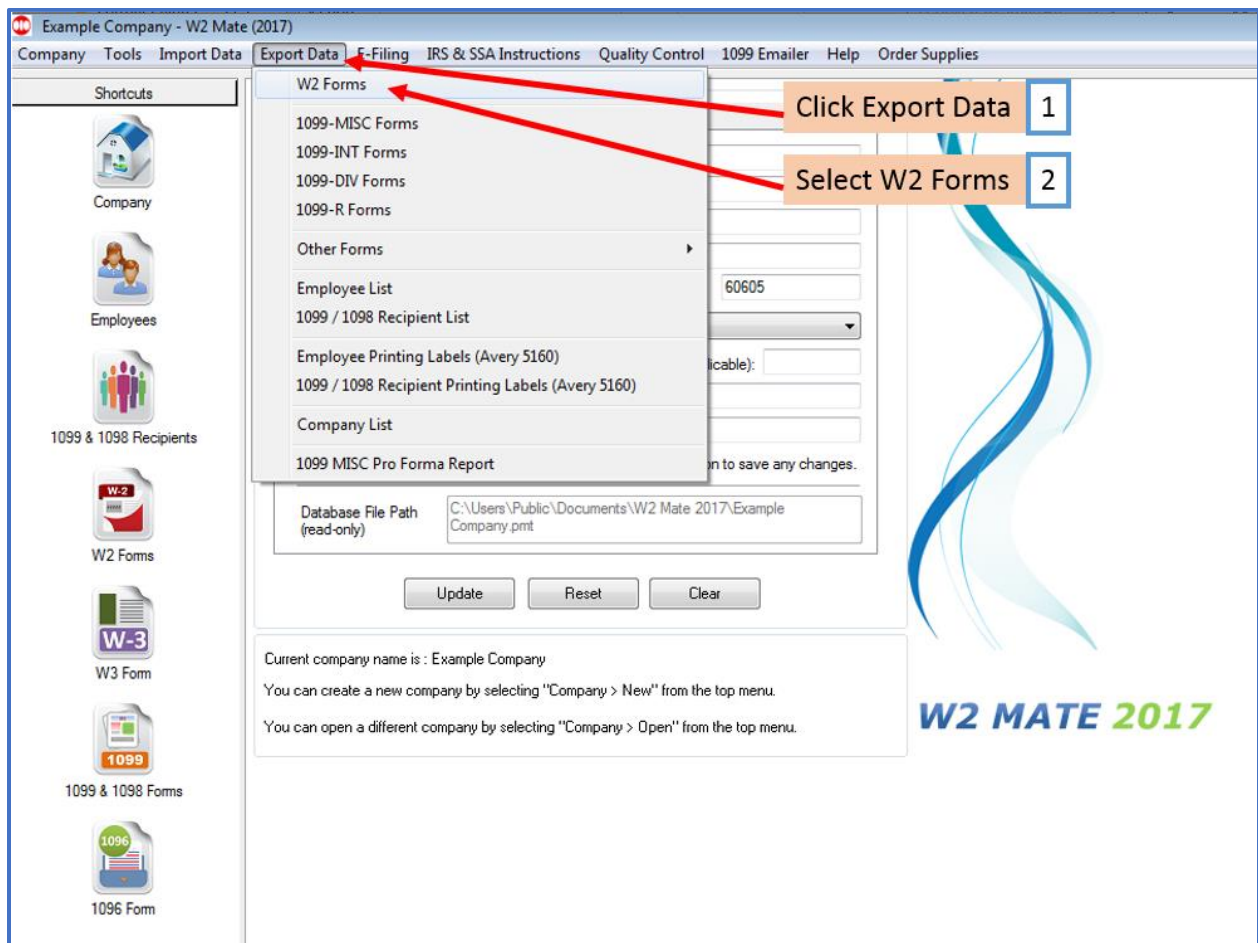 Example Company - W2 Mate (2017)
Company Tools Import Data Export Data E-Filing IRS & SSA Instructions Quality Control 1099 Emailer Help Order Supplies
Shortcuts
Company
Employees
1099 & 1098 Recipients
W-2
W2 Forms
W-3
W3 Form
1099
1099 & 1098 Forms
1096
1096 Form
W2 Forms
1099-MISC Forms
1099-INT Forms
1099-DIV Forms
1099-R Forms
Other Forms
Employee List
1099 / 1098 Recipient List
Employee Printing Labels (Avery 5160)
1099 / 1098 Recipient Printing Labels (Avery 5160)
Company List
1099 MISC Pro Forma Report
Click Export Data 1
Select W2 Forms 2
60605
licable):
on to save any changes.
Database File Path
(read-only)
C:\Users\Public\Documents\W2 Mate 2017\Example
Company.pmt
Update Reset Clear
Current company name is : Example Company
You can create a new company by selecting "Company > New" from the top menu.
You can open a different company by selecting "Company > Open" from the top menu.
W2 MATE 2017